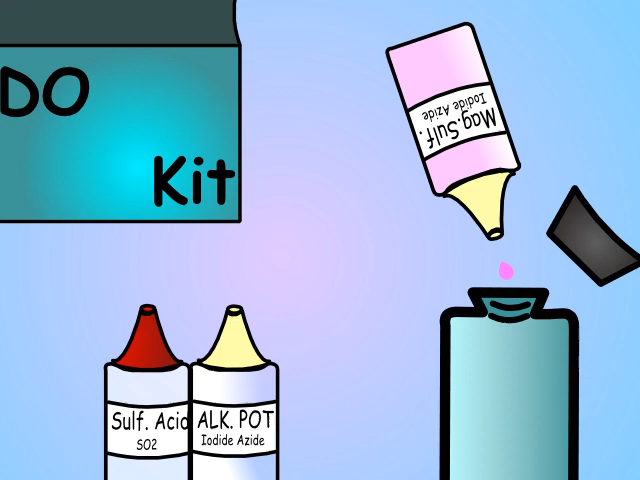 DO
Kit
Mag.Sulf.
Iodide Azide
Sulf. Acid
SO2
ALK. POT
Iodide Azide